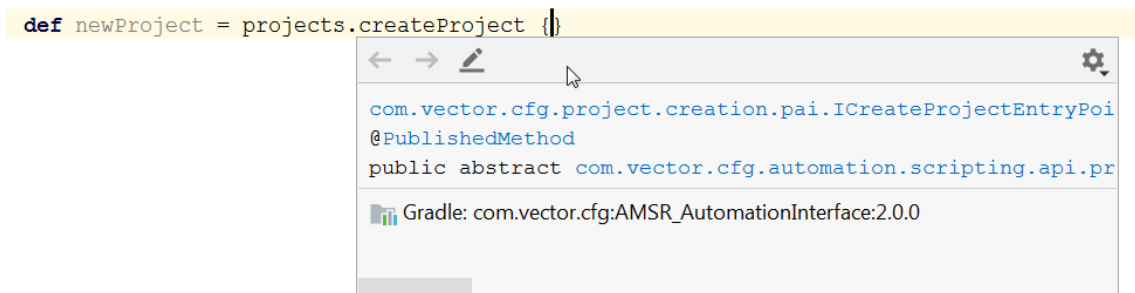 def newProject = projects.createProject {}
com.vector.cfg.project.creation.pai.ICreateProjectEntryPoi
@PublishedMethod
public abstract com.vector.cfg.automation.scripting.api.pr
Gradle: com.vector.cfg:AMSR_AutomationInterface:2.0.0